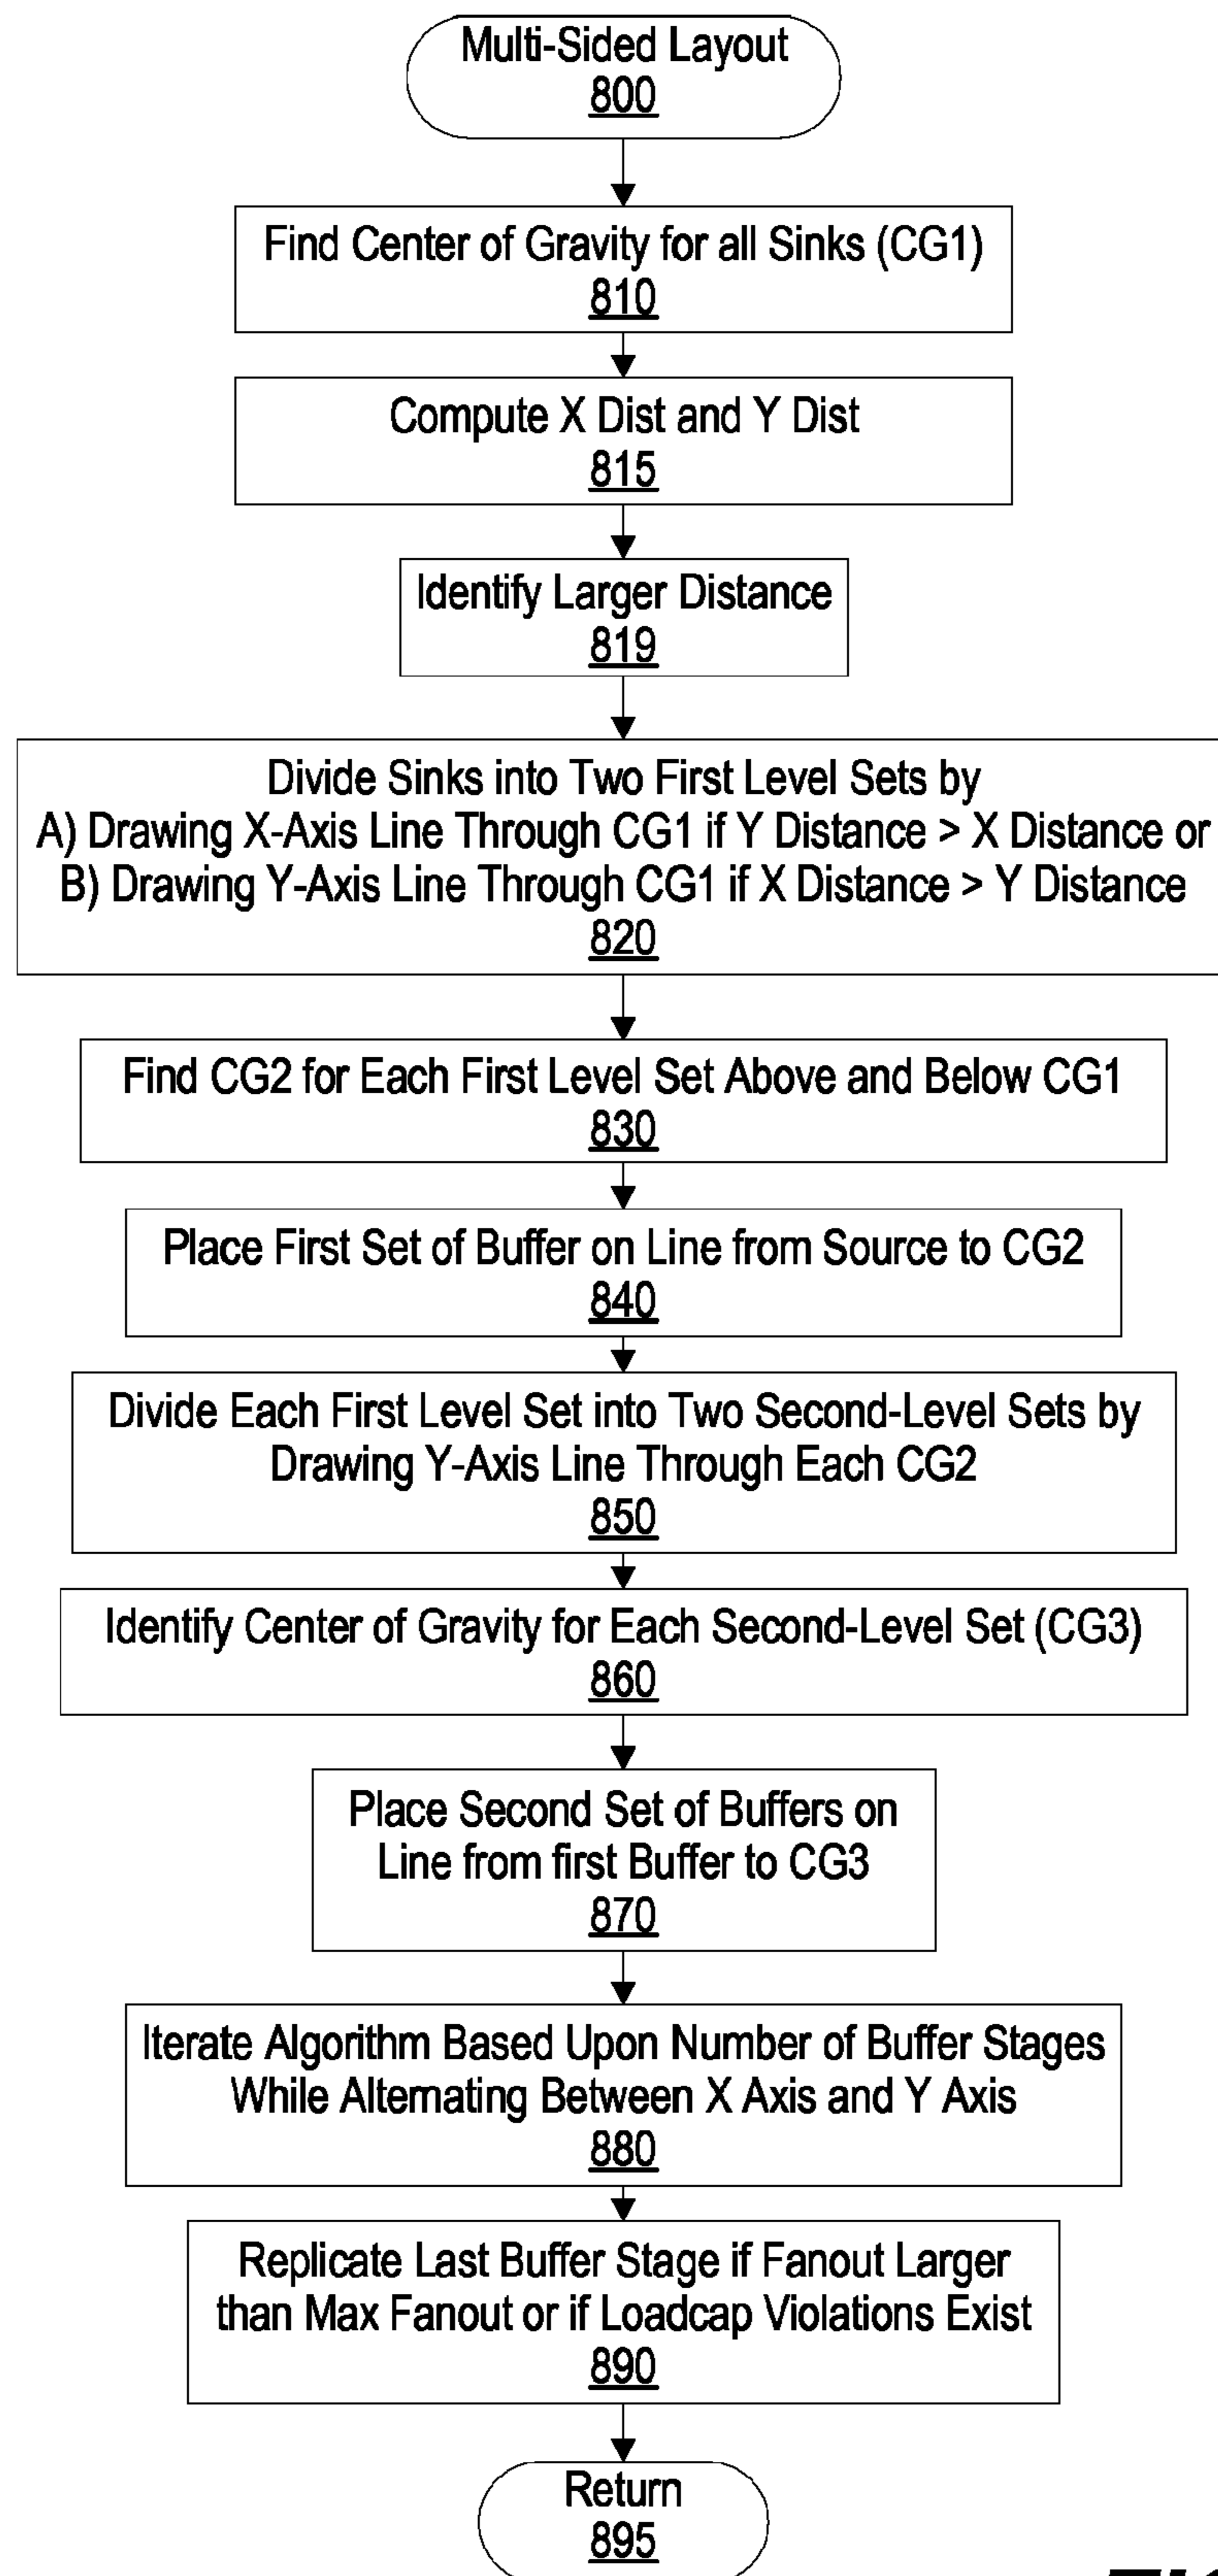 Multi-Sided Layout
800
Find Center of Gravity for all Sinks (CG1)
810
Compute X Dist and Y Dist
815
Identify Larger Distance
819
Divide Sinks into Two First Level Sets by
A) Drawing X-Axis Line Through CG1 if Y Distance > X Distance or
B) Drawing Y-Axis Line Through CG1 if X Distance > Y Distance
820
Find CG2 for Each First Level Set Above and Below CG1
830
Place First Set of Buffer on Line from Source to CG2
840
Divide Each First Level Set into Two Second-Level Sets by
Drawing Y-Axis Line Through Each CG2
850
Identify Center of Gravity for Each Second-Level Set (CG3)
860
Place Second Set of Buffers on
Line from first Buffer to CG3
870
Iterate Algorithm Based Upon Number of Buffer Stages
While Alternating Between X Axis and Y Axis
880
Replicate Last Buffer Stage if Fanout Larger
than Max Fanout or if Loadcap Violations Exist
890
Return
895